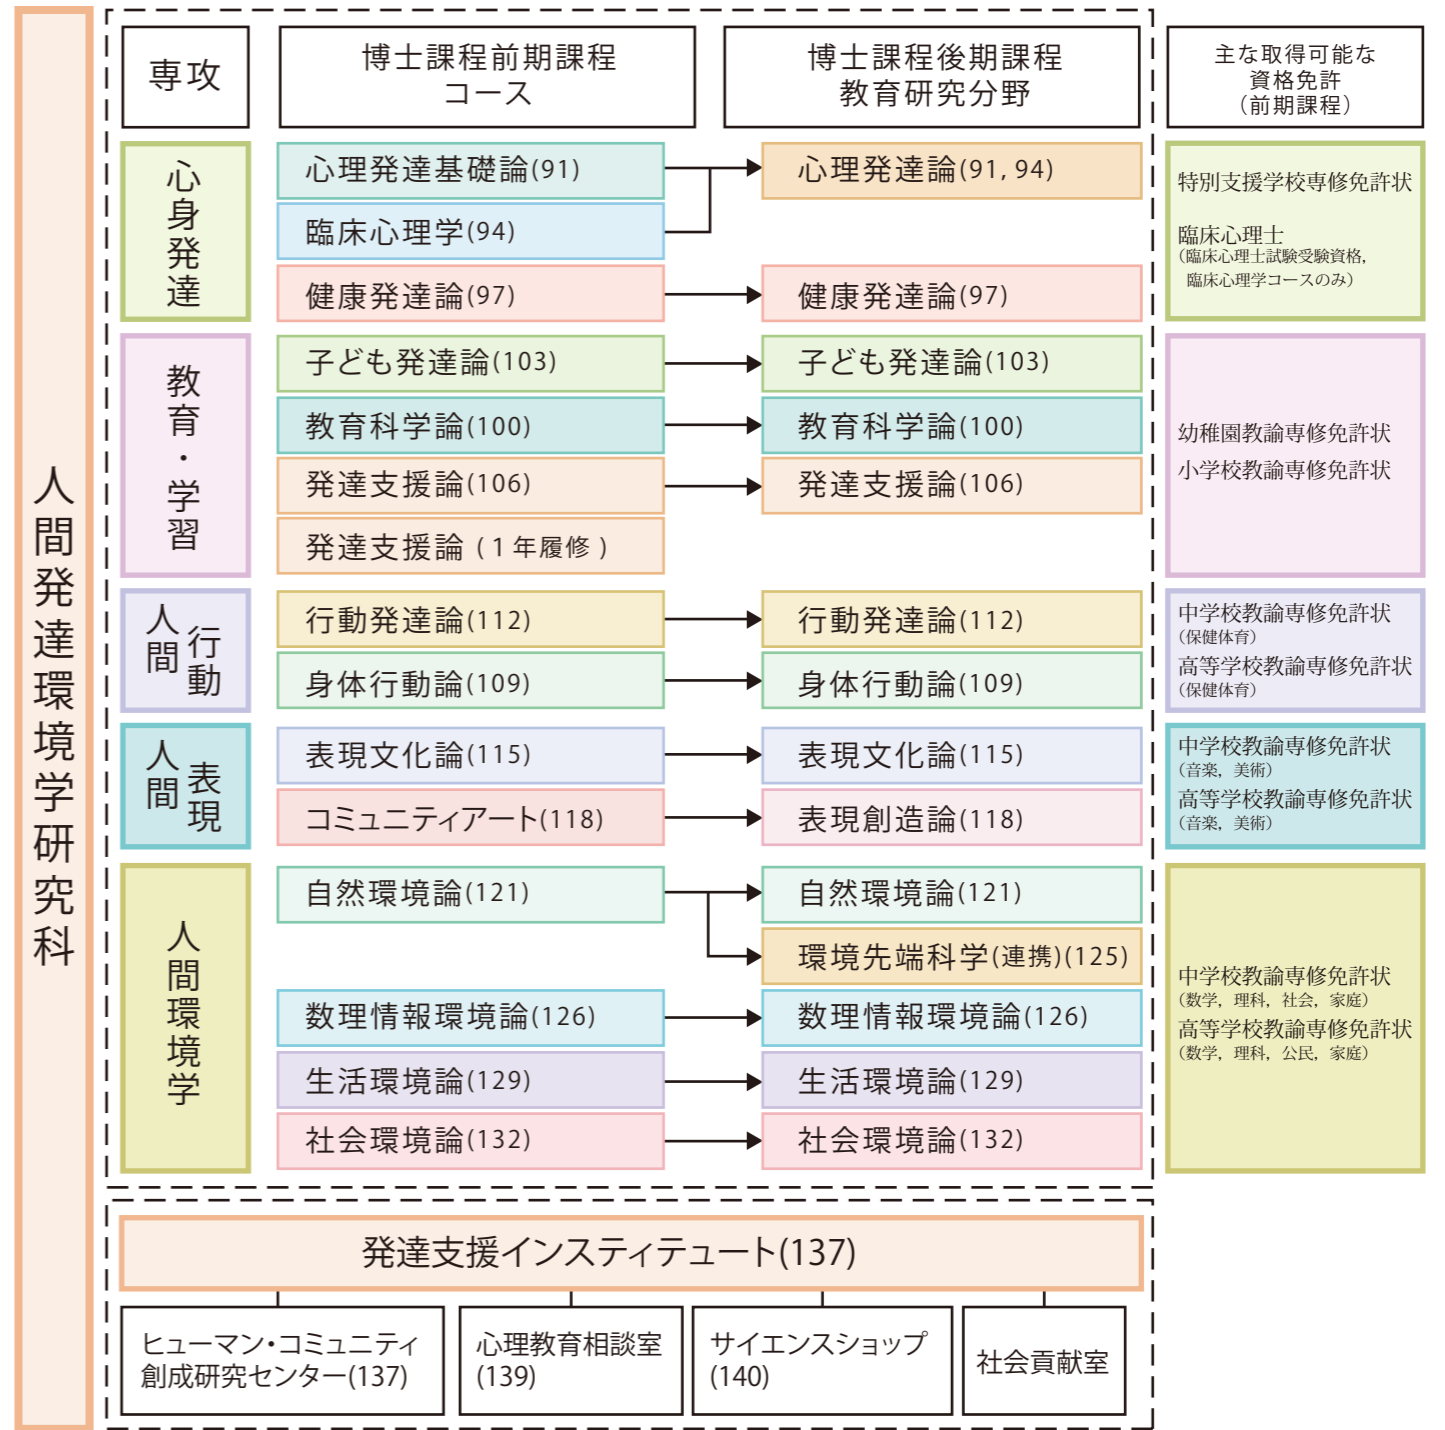 人間発達環境学研究科
専攻
博士課程前期課程
コース
博士課程後期課程
教育研究分野
主な取得可能な
資格免許
（前期課程）
心身発達
心理発達基礎論(91)
心理発達論(91, 94)
臨床心理学(94)
健康発達論(97)
健康発達論(97)
特別支援学校専修免許状
臨床心理士
（臨床心理士試験受験資格，
臨床心理学コースのみ）
教育・学習
子ども発達論(103)
子ども発達論(103)
教育科学論(100)
教育科学論(100)
発達支援論(106)
発達支援論(106)
発達支援論 ( 1 年履修 )
幼稚園教諭専修免許状
小学校教諭専修免許状
人間
行動
行動発達論(112)
行動発達論(112)
身体行動論(109)
身体行動論(109)
中学校教諭専修免許状
（保健体育）
高等学校教諭専修免許状
（保健体育）
人間
表現
表現文化論(115)
表現文化論(115)
コミュニティアート(118)
表現創造論(118)
中学校教諭専修免許状
（音楽，美術）
高等学校教諭専修免許状
（音楽，美術）
人間環境学
自然環境論(121)
自然環境論(121)
環境先端科学(連携)(125)
数理情報環境論(126)
数理情報環境論(126)
生活環境論(129)
生活環境論(129)
社会環境論(132)
社会環境論(132)
中学校教諭専修免許状
（数学，理科，社会，家庭）
高等学校教諭専修免許状
（数学，理科，公民，家庭）
発達支援インスティテュート(137)
ヒューマン・コミュニティ
創成研究センター(137)
心理教育相談室
(139)
サイエンスショップ
(140)
社会貢献室